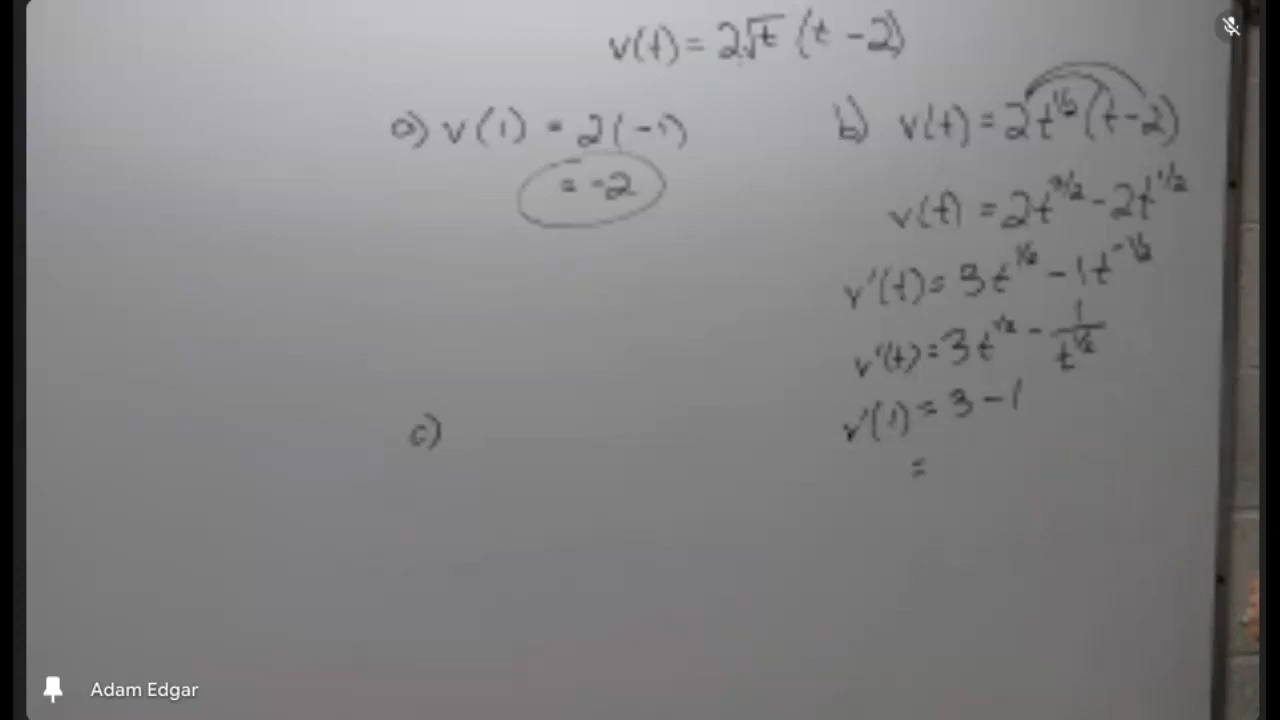 v(t) = 2√t (t - 2)
a) v(1) = 2(-1)
= -2
b) v(t) = 2t^1/2 (t - 2)
v(t) = 2t^3/2 - 2t^1/2
v'(t) = 3t^1/2 - 1t^-1/2
v'(t) = 3t^1/2 - 1/t^1/2
v'(1) = 3 - 1
=
c)
Adam Edgar